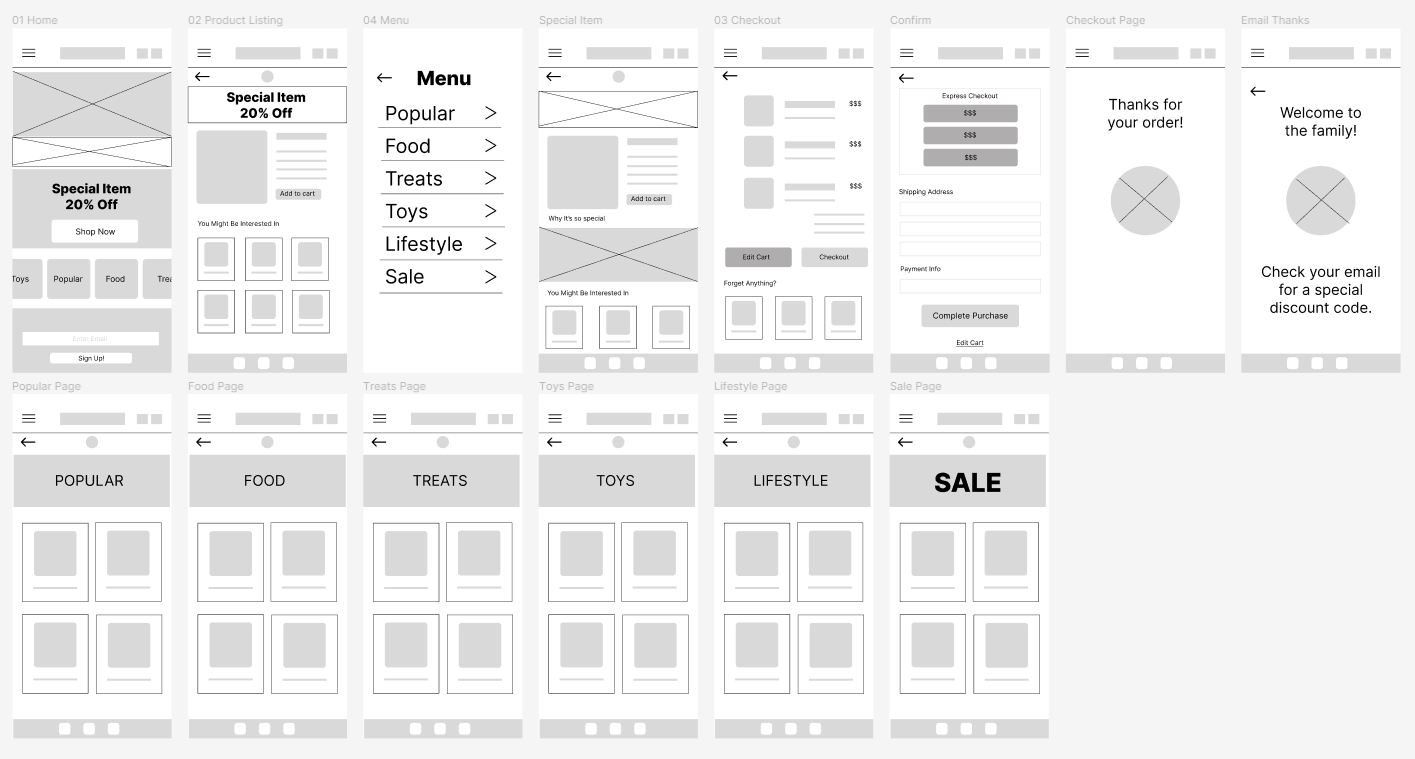 01 Home
Special Item
20% Off
Shop Now
Toys
Popular
Food
Trea
Enter Email
Sign Up!
02 Product Listing
Special Item
20% Off
Add to cart
You Might Be Interested In
04 Menu
Menu
Popular
Food
Treats
Toys
Lifestyle
Sale
Special Item
Add to cart
Why It's so special
You Might Be Interested In
03 Checkout
$$$
$$$
$$$
Edit Cart
Checkout
Forget Anything?
Confirm
Express Checkout
$$$
$$$
$$$
Shipping Address
Payment Info
Complete Purchase
Edit Cart
Checkout Page
Thanks for
your order!
Email Thanks
Welcome to
the family!
Check your email
for a special
discount code.
Popular Page
POPULAR
Food Page
FOOD
Treats Page
TREATS
Toys Page
TOYS
Lifestyle Page
LIFESTYLE
Sale Page
SALE